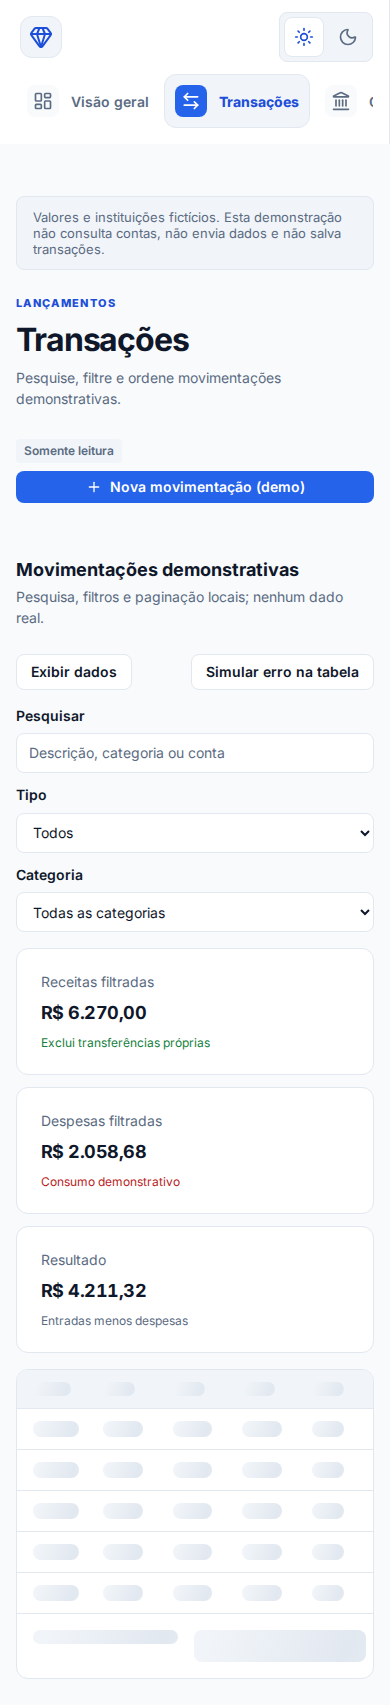 Visão geral
Transações
Valores e instituições fictícios. Esta demonstração
não consulta contas, não envia dados e não salva
transações.
LANÇAMENTOS
Transações
Pesquise, filtre e ordene movimentações
demonstrativas.
Somente leitura
Nova movimentação (demo)
Movimentações demonstrativas
Pesquisa, filtros e paginação locais; nenhum dado
real.
Exibir dados
Simular erro na tabela
Pesquisar
Descrição, categoria ou conta
Tipo
Todos
Categoria
Todas as categorias
Receitas filtradas
R$ 6.270,00
Exclui transferências próprias
Despesas filtradas
R$ 2.058,68
Consumo demonstrativo
Resultado
R$ 4.211,32
Entradas menos despesas